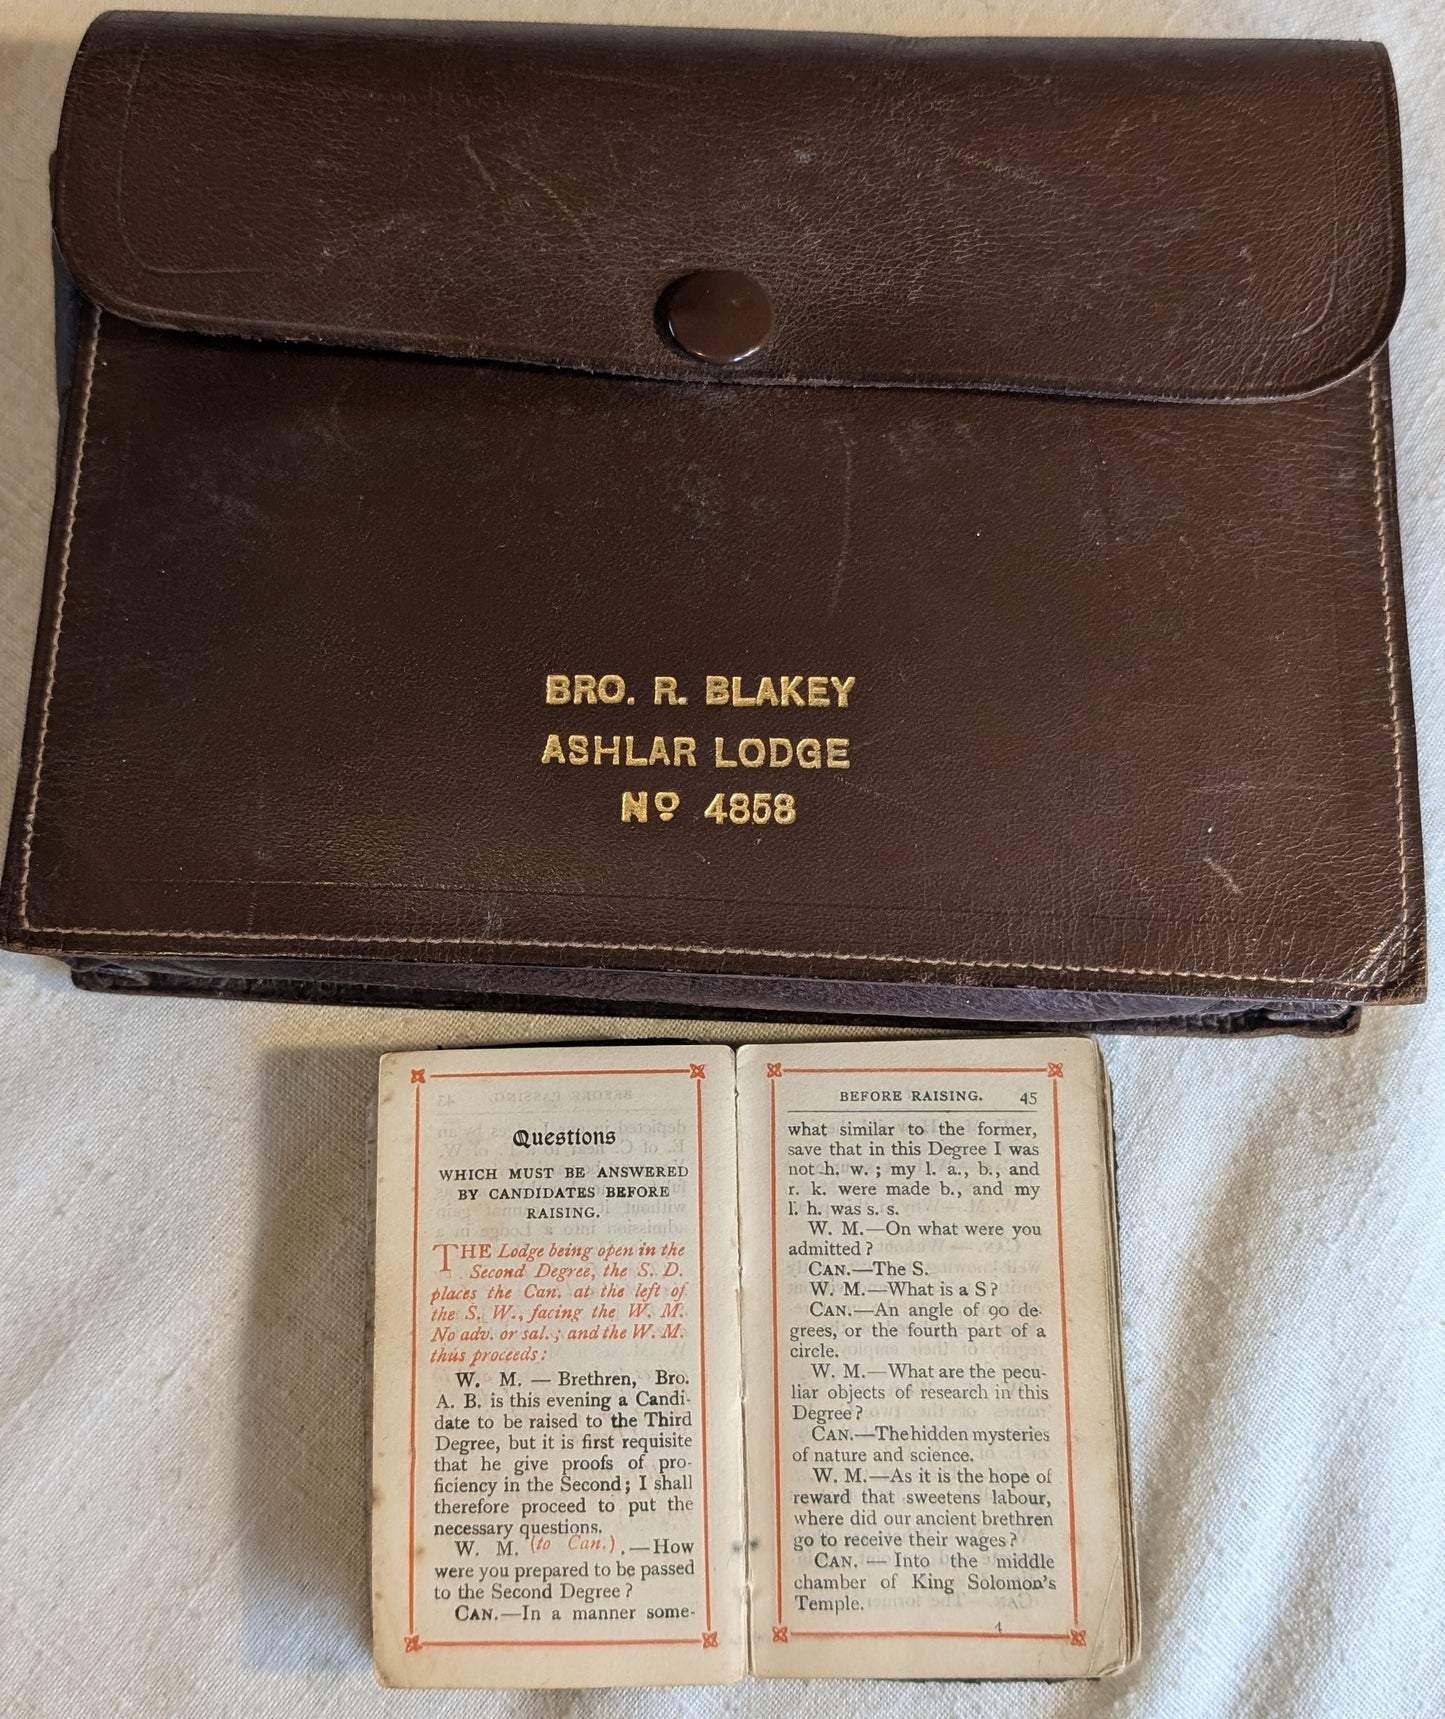 BRO. R. BLAKEY
ASHLAR LODGE
Nº 4858
Questions
WHICH MUST BE ANSWERED
BY CANDIDATES BEFORE
RAISING.
THE Lodge being open in the
Second Degree, the S. D.
places the Can. at the left of
the S. W., facing the W. M.
No adv. or sal.; and the W. M.
thus proceeds:
W. M. — Brethren, Bro.
A. B. is this evening a Candi-
date to be raised to the Third
Degree, but it is first requisite
that he give proofs of pro-
ficiency in the Second; I shall
therefore proceed to put the
necessary questions.
W. M. (to Can.).—How
were you prepared to be passed
to the Second Degree?
CAN.—In a manner some-
BEFORE RAISING. 45
what similar to the former,
save that in this Degree I was
not h. w.; my l. a., b., and
r. k. were made b., and my
l. h. was s. s.
W. M.—On what were you
admitted?
CAN.—The S.
W. M.—What is a S?
CAN.—An angle of 90 de-
grees, or the fourth part of a
circle.
W. M.—What are the pecu-
liar objects of research in this
Degree?
CAN.—The hidden mysteries
of nature and science.
W. M.—As it is the hope of
reward that sweetens labour,
where did our ancient brethren
go to receive their wages?
CAN. — Into the middle
chamber of King Solomon's
Temple.
4